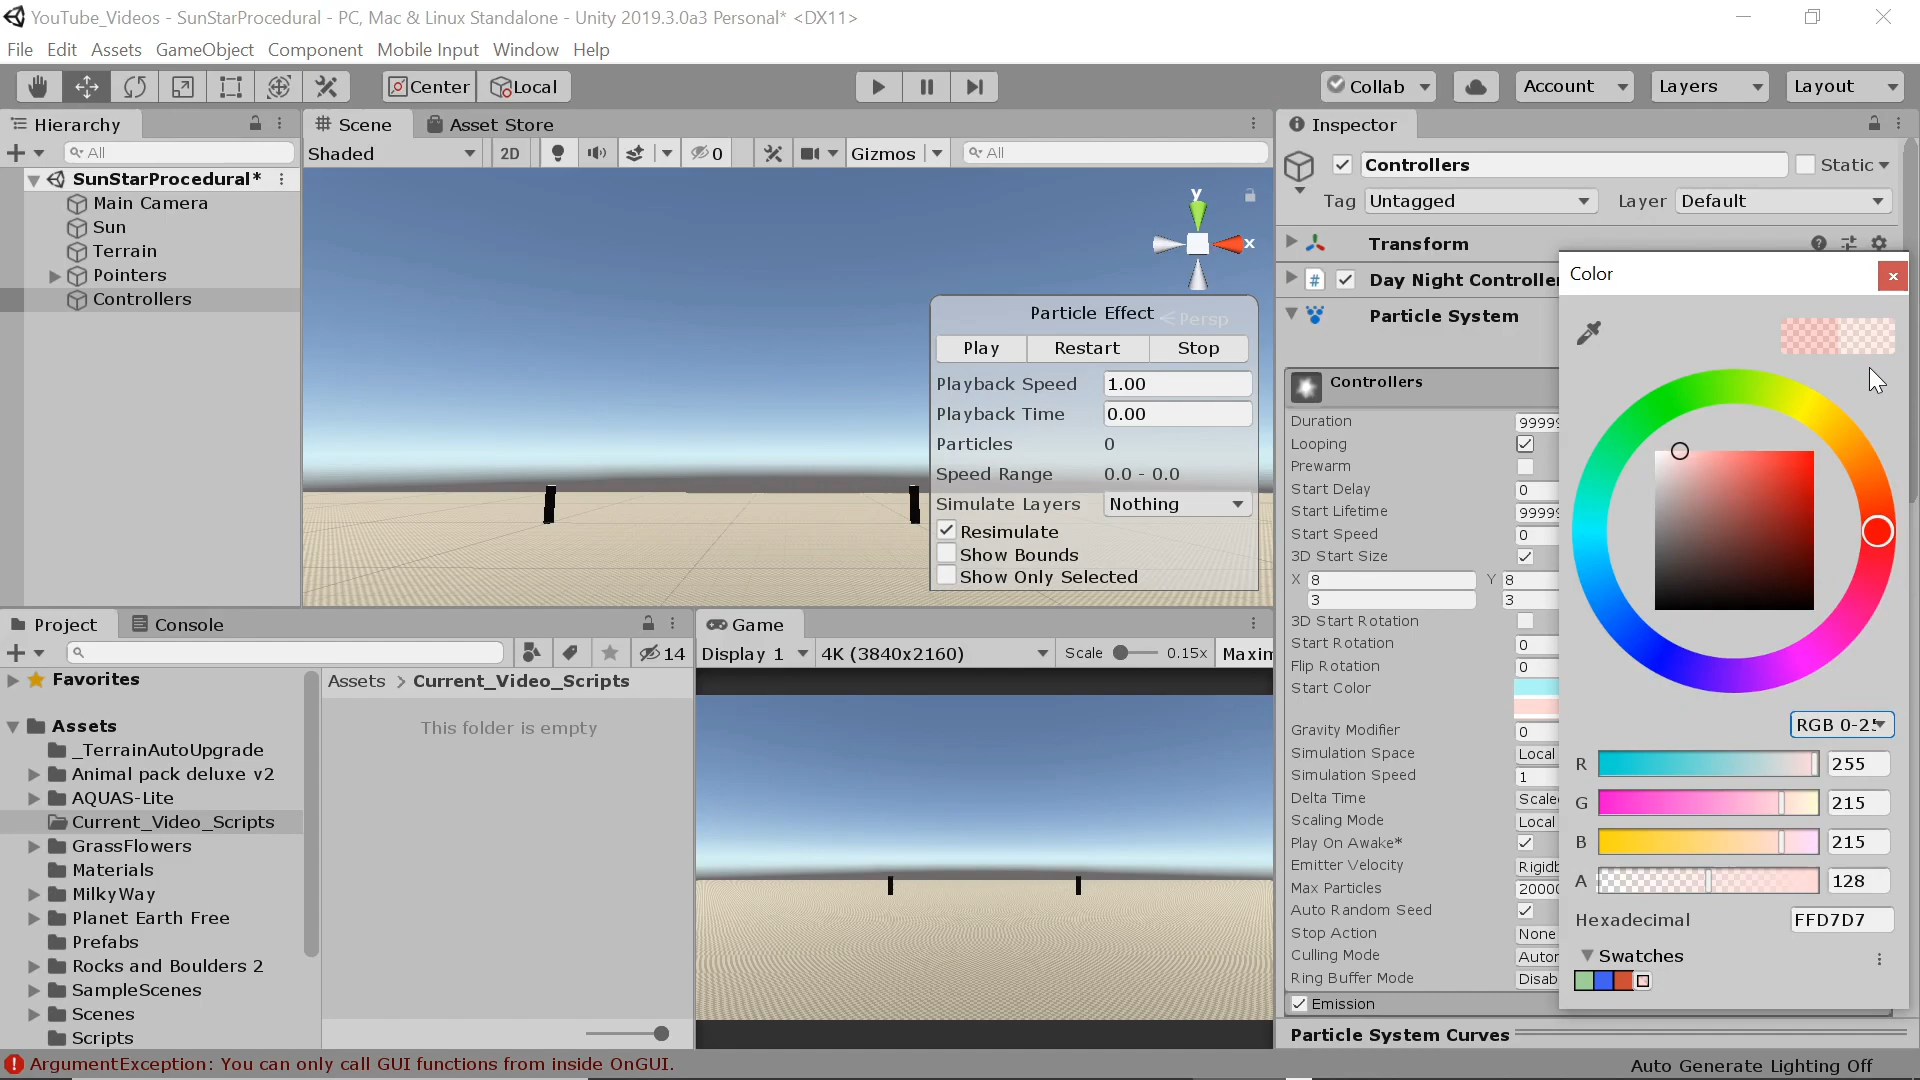 YouTube_Videos - SunStarProcedural - PC, Mac & Linux Standalone - Unity 2019.3.0a3 Personal* <DX11>
File Edit Assets GameObject Component Mobile Input Window Help
Center Local Collab Account Layers Layout
Hierarchy
All
SunStarProcedural*
Main Camera
Sun
Terrain
Pointers
Controllers
Scene Asset Store
Shaded 2D 0 Gizmos All
y
x
Persp
Particle Effect
Play Restart Stop
Playback Speed 1.00
Playback Time 0.00
Particles 0
Speed Range 0.0 - 0.0
Simulate Layers Nothing
Resimulate
Show Bounds
Show Only Selected
Project Console
14
Favorites
Assets
_TerrainAutoUpgrade
Animal pack deluxe v2
AQUAS-Lite
Current_Video_Scripts
GrassFlowers
Materials
MilkyWay
Planet Earth Free
Prefabs
Rocks and Boulders 2
SampleScenes
Scenes
Scripts
Assets > Current_Video_Scripts
This folder is empty
Game
Display 1 4K (3840x2160) Scale 0.15x Maxim
Inspector
Controllers Static
Tag Untagged Layer Default
Transform
# Day Night Controller
Particle System
Controllers
Duration 9999
Looping
Prewarm
Start Delay 0
Start Lifetime 9999
Start Speed 0
3D Start Size
X 8 Y 8
3 3
3D Start Rotation
Start Rotation 0
Flip Rotation 0
Start Color
Gravity Modifier 0
Simulation Space Local
Simulation Speed 1
Delta Time Scale
Scaling Mode Local
Play On Awake*
Emitter Velocity Rigidb
Max Particles 20000
Auto Random Seed
Stop Action None
Culling Mode Autor
Ring Buffer Mode Disab
Emission
Particle System Curves
Color
x
RGB 0-25
R 255
G 215
B 215
A 128
Hexadecimal FFD7D7
Swatches
ArgumentException: You can only call GUI functions from inside OnGUI.
Auto Generate Lighting Off